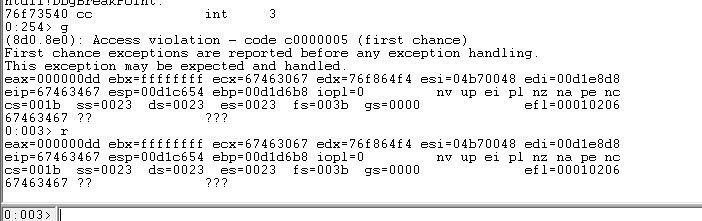 ntdll!DbgBreakPoint:
76f73540 cc int 3
0:254> g
(8d0.8e0): Access violation - code c0000005 (first chance)
First chance exceptions are reported before any exception handling.
This exception may be expected and handled.
eax=000000dd ebx=ffffffff ecx=67463067 edx=76f864f4 esi=04b70048 edi=00d1e8d8
eip=67463467 esp=00d1c654 ebp=00d1d6b8 iopl=0 nv up ei pl nz na pe nc
cs=001b ss=0023 ds=0023 es=0023 fs=003b gs=0000 efl=00010206
67463467 ?? ???
0:003> r
eax=000000dd ebx=ffffffff ecx=67463067 edx=76f864f4 esi=04b70048 edi=00d1e8d8
eip=67463467 esp=00d1c654 ebp=00d1d6b8 iopl=0 nv up ei pl nz na pe nc
cs=001b ss=0023 ds=0023 es=0023 fs=003b gs=0000 efl=00010206
67463467 ?? ???
0:003>